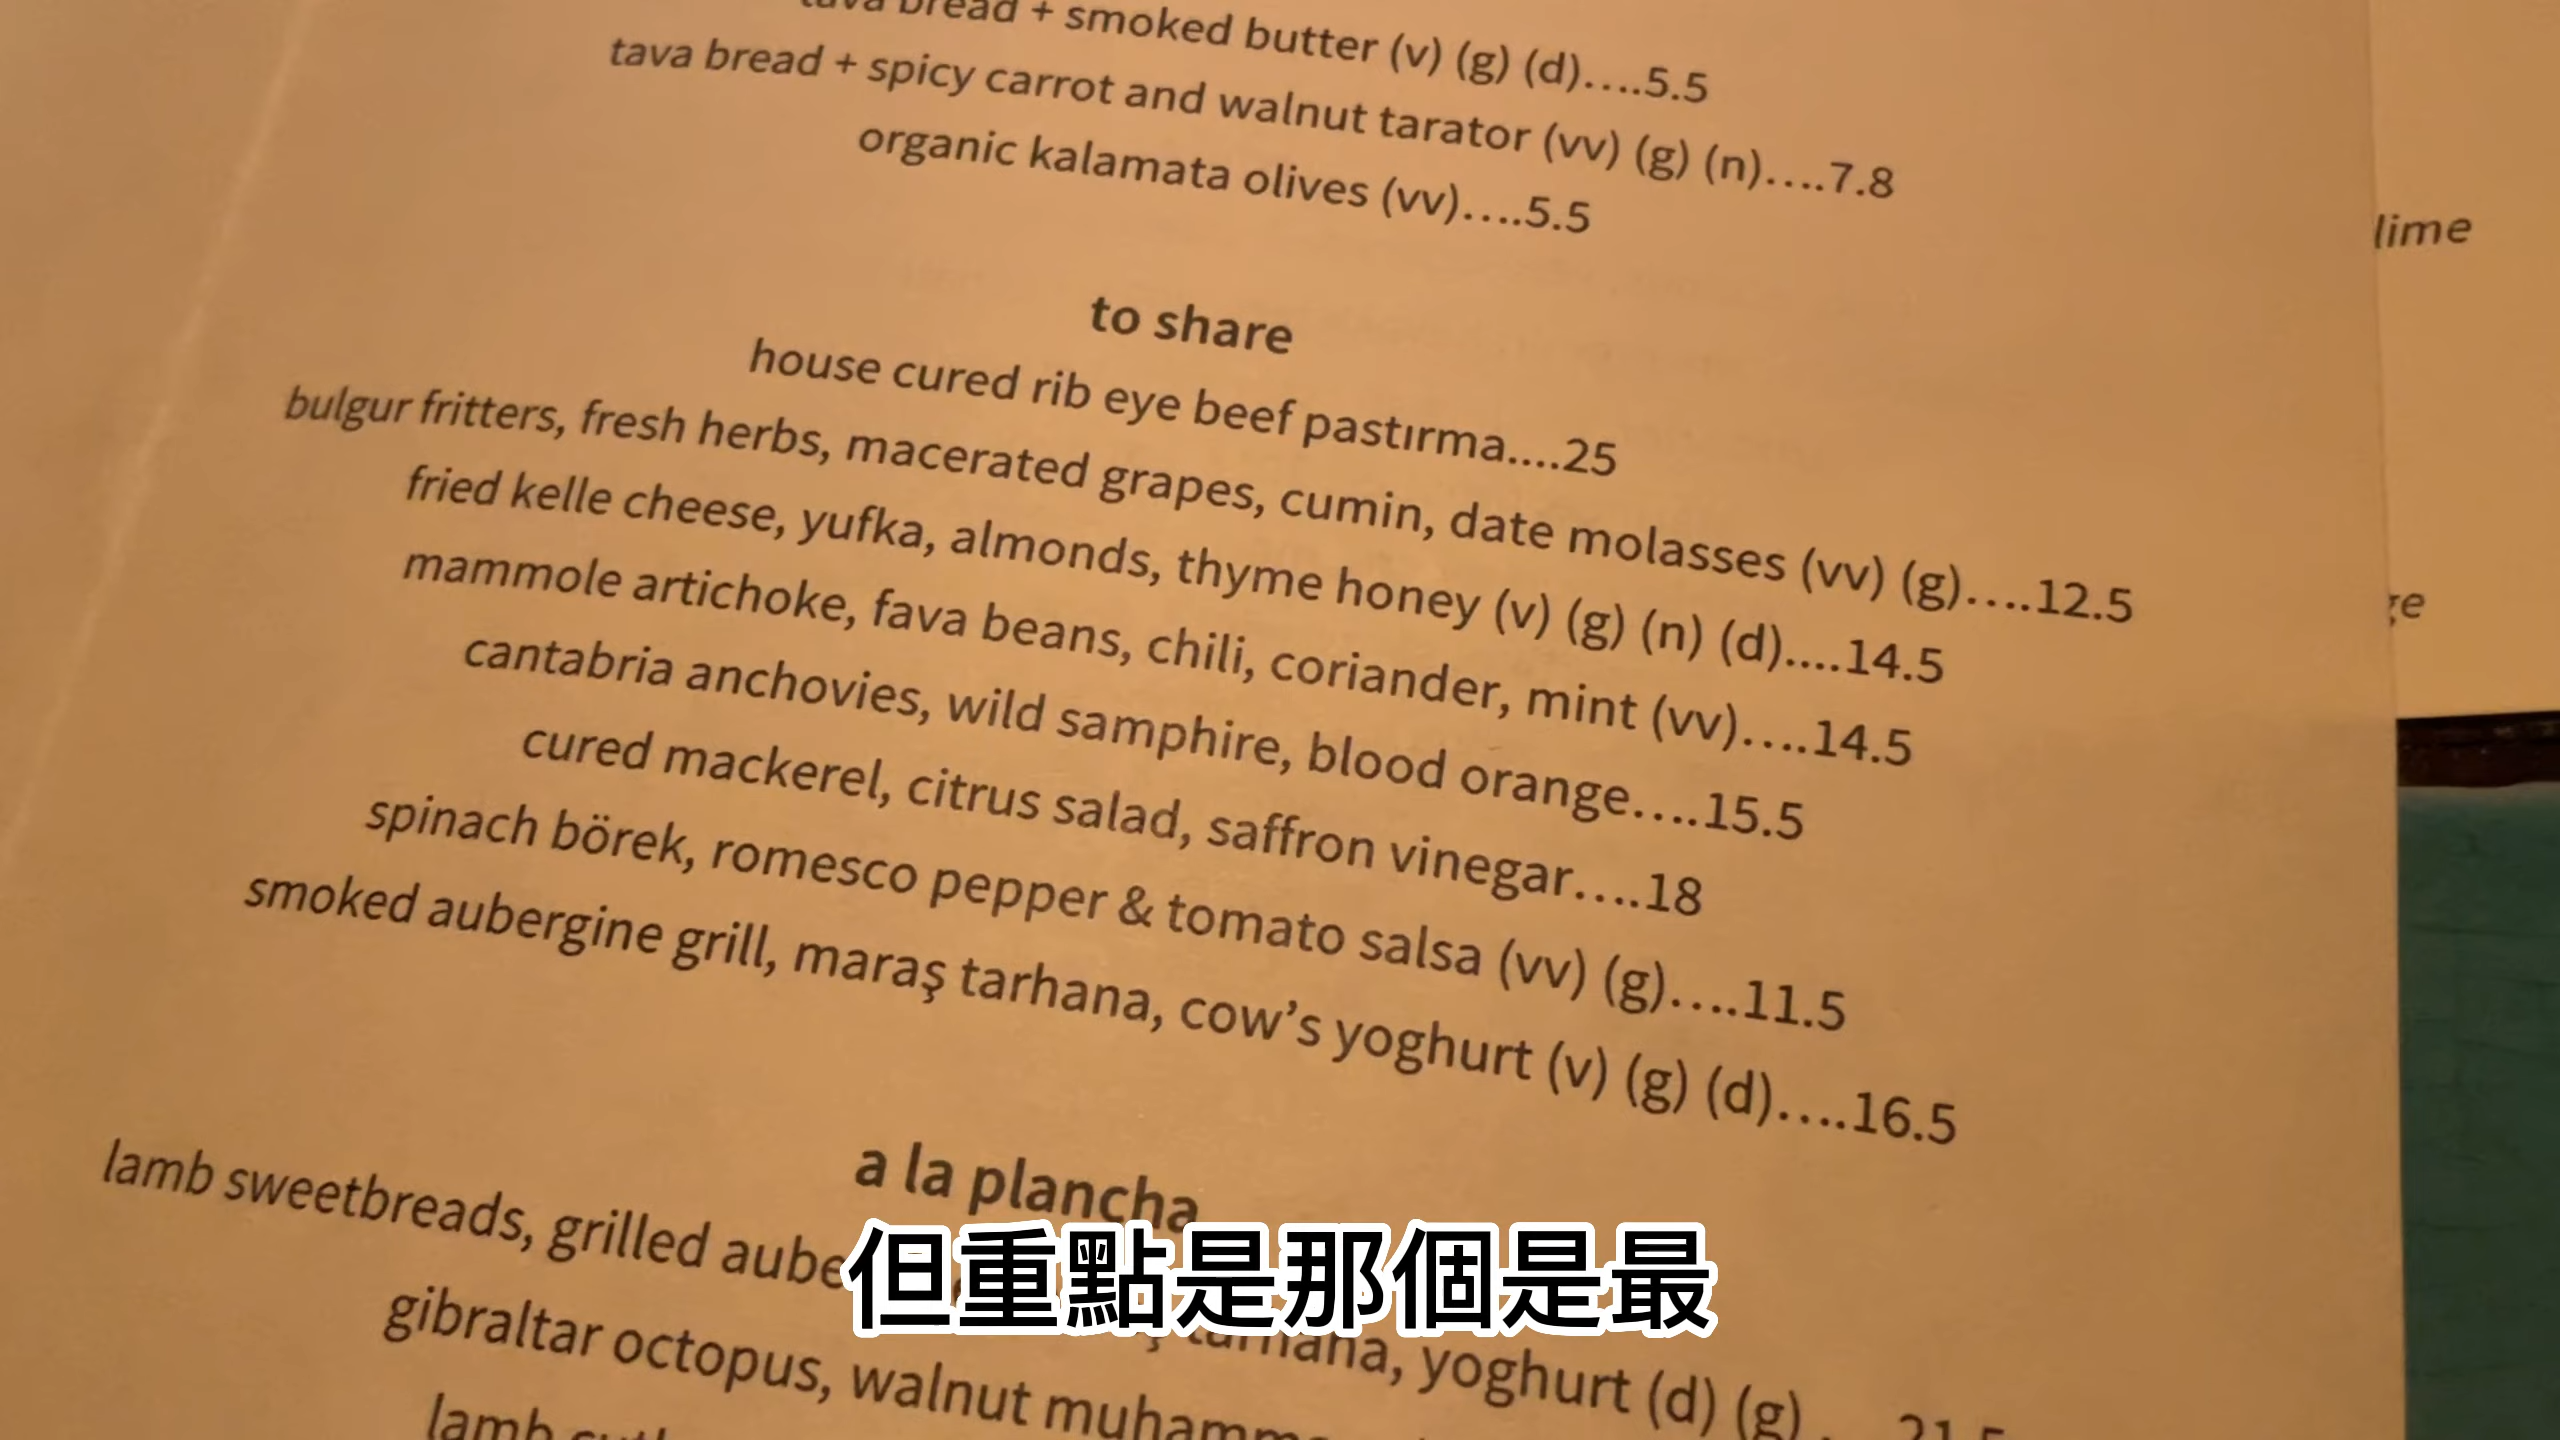 bread + smoked butter (v) (g) (d)....5.5
tava bread + spicy carrot and walnut tarator (vv) (g) (n)....7.8
organic kalamata olives (vv)....5.5
to share
house cured rib eye beef pastırma....25
bulgur fritters, fresh herbs, macerated grapes, cumin, date molasses (vv) (g)....12.5
fried kelle cheese, yufka, almonds, thyme honey (v) (g) (n) (d)....14.5
mammole artichoke, fava beans, chili, coriander, mint (vv)....14.5
cantabria anchovies, wild samphire, blood orange....15.5
cured mackerel, citrus salad, saffron vinegar....18
spinach börek, romesco pepper & tomato salsa (vv) (g)....11.5
smoked aubergine grill, maraş tarhana, cow’s yoghurt (v) (g) (d)....16.5
a la plancha
lamb sweetbreads, grilled yoghurt (d) (g)
gibraltar octopus, walnut
lamb
lime
但重點是那個是最